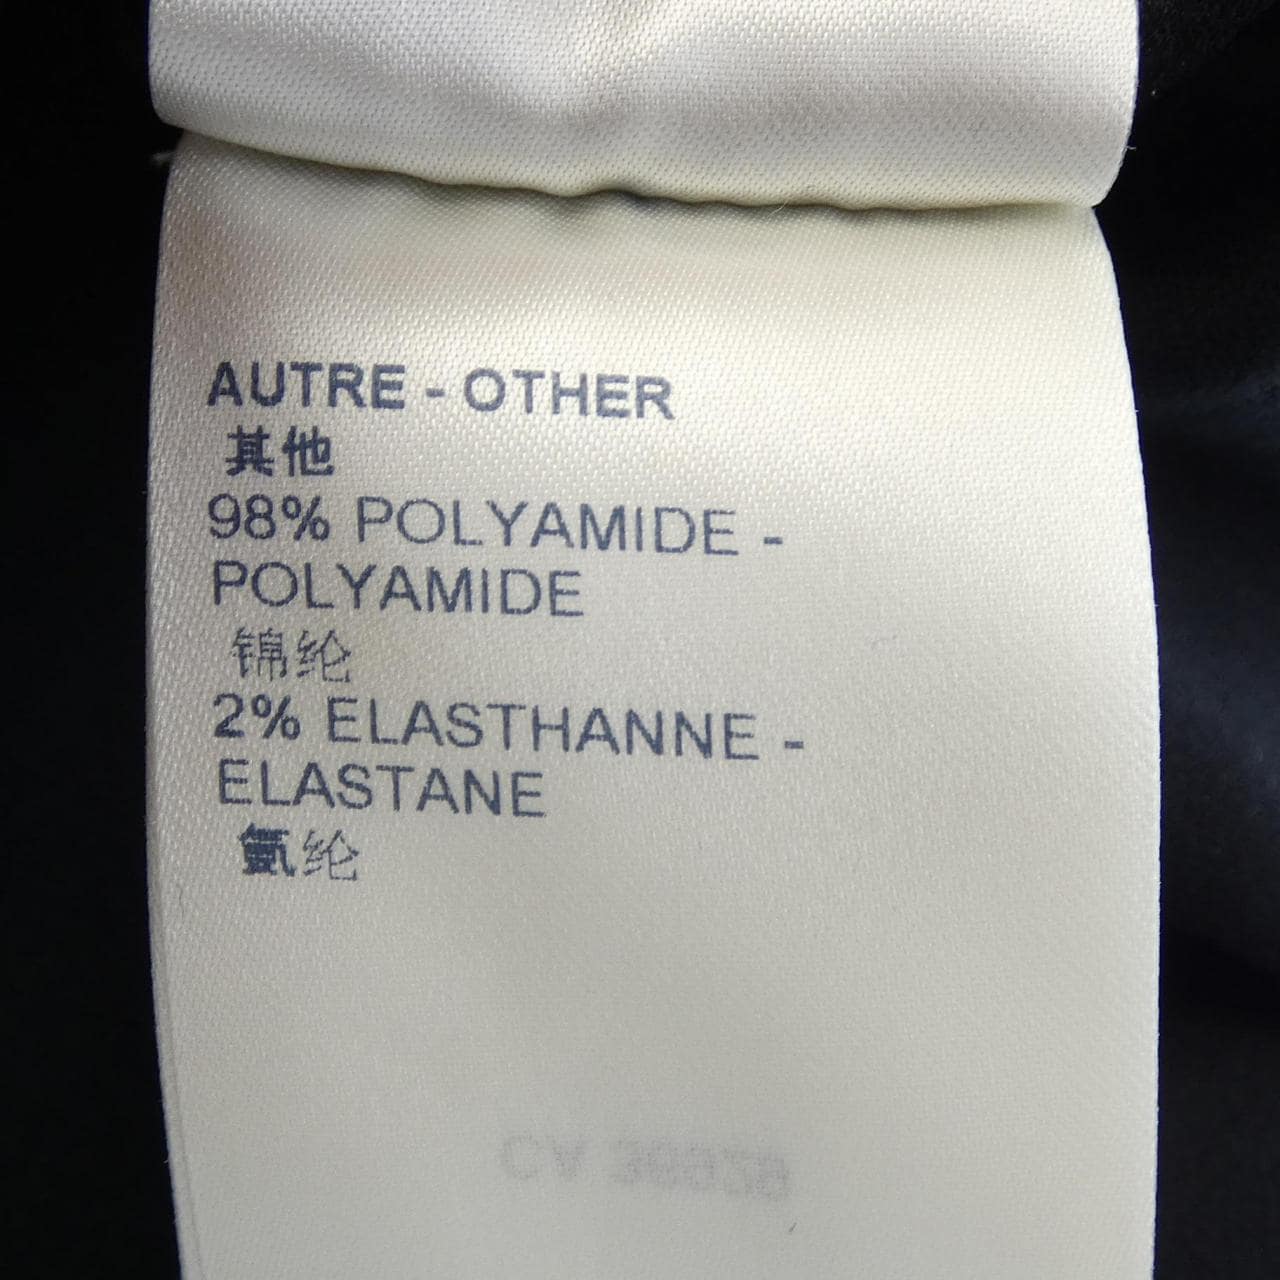 AUTRE - OTHER
其他
98% POLYAMIDE -
POLYAMIDE
锦纶
2% ELASTHANNE -
ELASTANE
氨纶